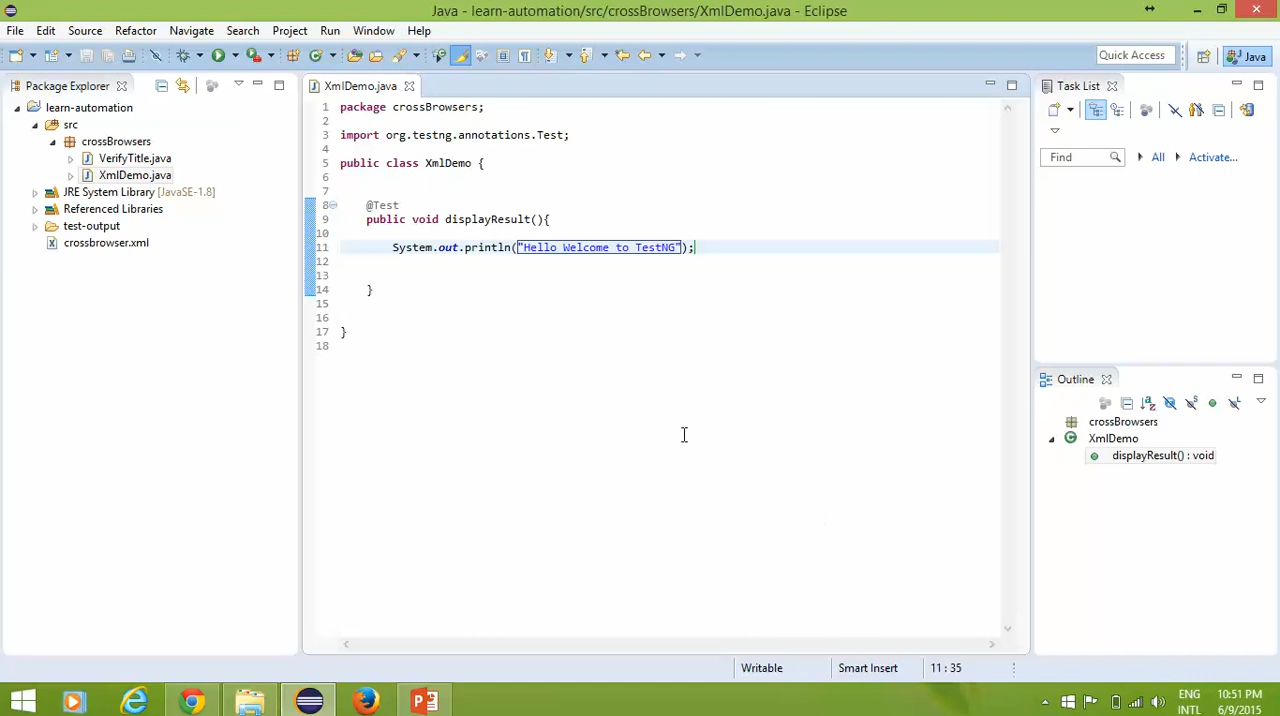 Java - learn-automation/src/crossBrowsers/XmlDemo.java - Eclipse
File Edit Source Refactor Navigate Search Project Run Window Help
Quick Access Java
Package Explorer
learn-automation
src
crossBrowsers
VerifyTitle.java
XmlDemo.java
JRE System Library [JavaSE-1.8]
Referenced Libraries
test-output
crossbrowser.xml
XmlDemo.java
1 package crossBrowsers;
2
3 import org.testng.annotations.Test;
4
5 public class XmlDemo {
6
7
8 @Test
9 public void displayResult(){
10
11 System.out.println("Hello Welcome to TestNG");
12
13
14 }
15
16
17 }
18
Task List
Find All Activate...
Outline
crossBrowsers
XmlDemo
displayResult() : void
Writable Smart Insert 11 : 35
ENG 10:51 PM
INTL 6/9/2015